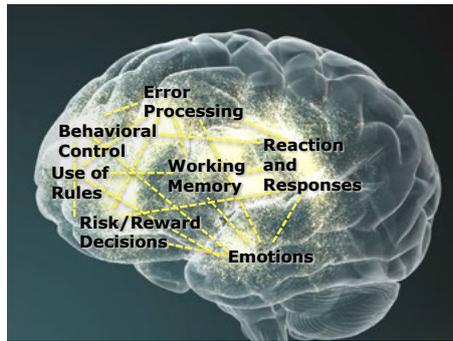 Error
Processing
Behavioral
Control
Reaction
and
Responses
Working
Memory
Use of
Rules
Risk/Reward
Decisions
Emotions